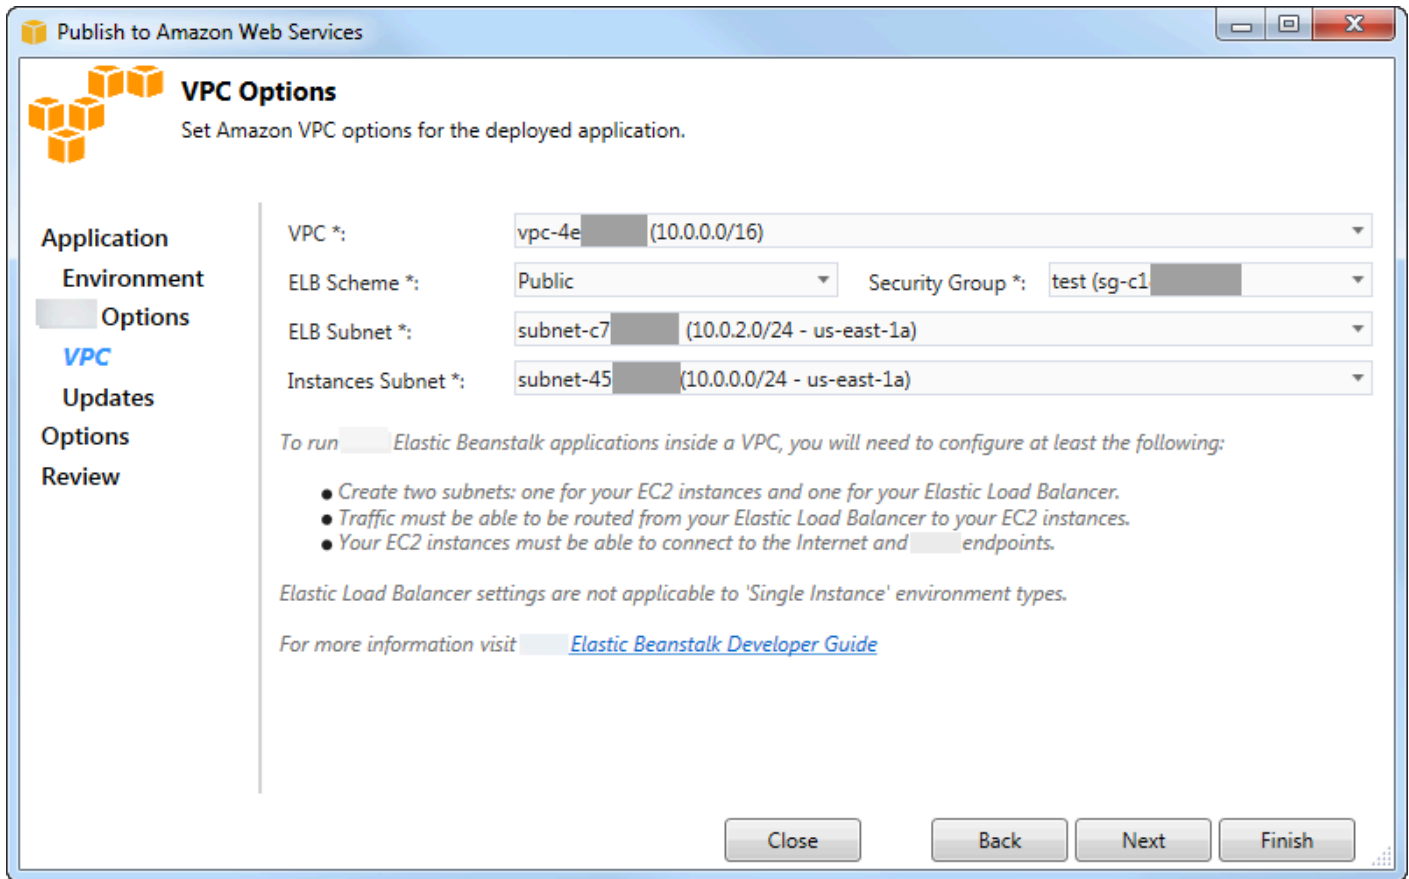 Publish to Amazon Web Services
VPC Options
Set Amazon VPC options for the deployed application.
Application
Environment
Options
VPC
Updates
Options
Review
VPC *: vpc-4e (10.0.0.0/16)
ELB Scheme *: Public Security Group *: test (sg-c1
ELB Subnet *: subnet-c7 (10.0.2.0/24 - us-east-1a)
Instances Subnet *: subnet-45 (10.0.0.0/24 - us-east-1a)
To run Elastic Beanstalk applications inside a VPC, you will need to configure at least the following:
● Create two subnets: one for your EC2 instances and one for your Elastic Load Balancer.
● Traffic must be able to be routed from your Elastic Load Balancer to your EC2 instances.
● Your EC2 instances must be able to connect to the Internet and endpoints.
Elastic Load Balancer settings are not applicable to 'Single Instance' environment types.
For more information visit Elastic Beanstalk Developer Guide
Close Back Next Finish